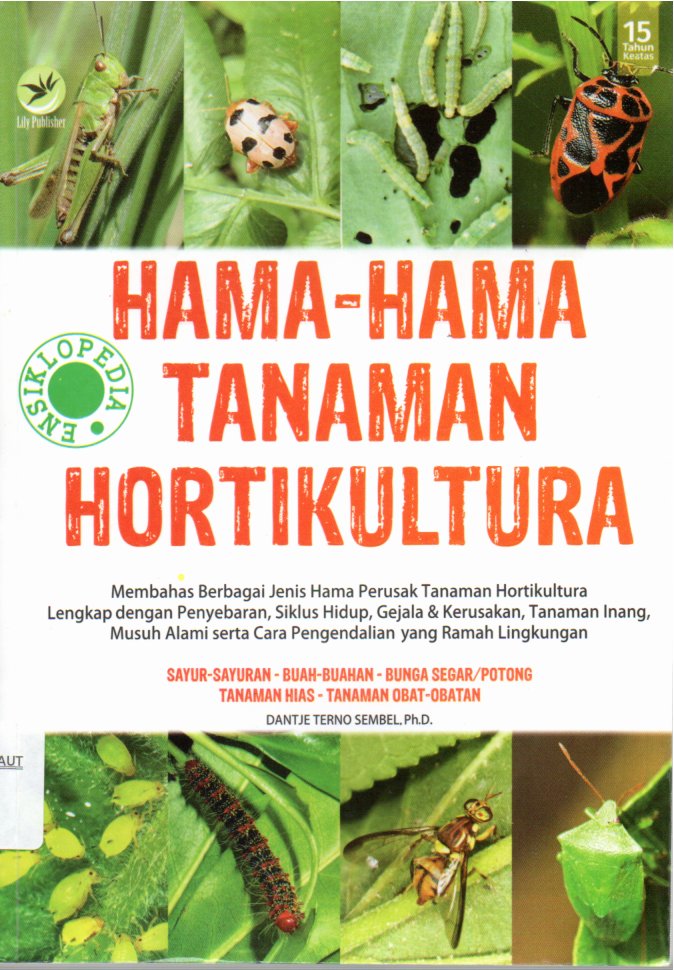 15
Tahun
Keatas
Lily Publisher
HAMA-HAMA
TANAMAN
HORTIKULTURA
ENSIKLOPEDIA
Membahas Berbagai Jenis Hama Perusak Tanaman Hortikultura
Lengkap dengan Penyebaran, Siklus Hidup, Gejala & Kerusakan, Tanaman Inang,
Musuh Alami serta Cara Pengendalian yang Ramah Lingkungan
SAYUR-SAYURAN - BUAH-BUAHAN - BUNGA SEGAR/POTONG
TANAMAN HIAS - TANAMAN OBAT-OBATAN
DANTJE TERNO SEMBEL, Ph.D.
AUT